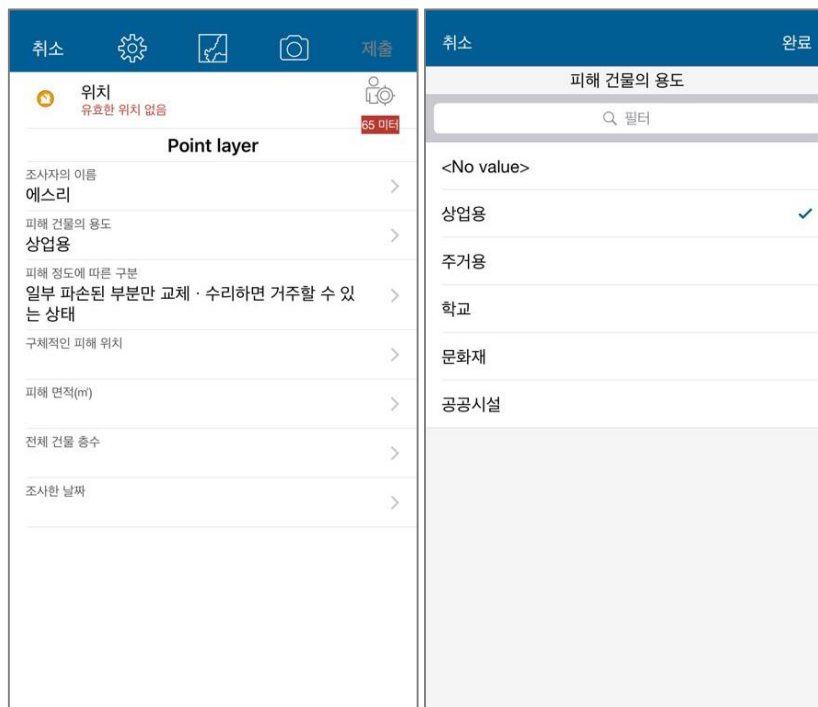 취소
제출
위치
유효한 위치 없음
65 미터
Point layer
조사자의 이름
에스리
피해 건물의 용도
상업용
피해 정도에 따른 구분
일부 파손된 부분만 교체 · 수리하면 거주할 수 있
는 상태
구체적인 피해 위치
피해 면적(㎡)
전체 건물 층수
조사한 날짜
취소
완료
피해 건물의 용도
필터
<No value>
상업용
주거용
학교
문화재
공공시설